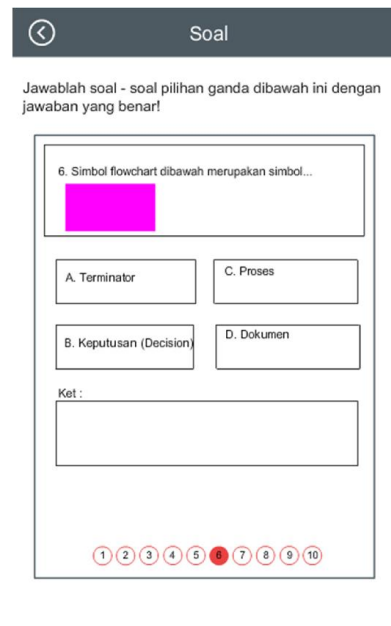 Soal
Jawablah soal - soal pilihan ganda dibawah ini dengan
jawaban yang benar!
6. Simbol flowchart dibawah merupakan simbol...
A. Terminator
C. Proses
B. Keputusan (Decision)
D. Dokumen
Ket :
1 2 3 4 5 6 7 8 9 10